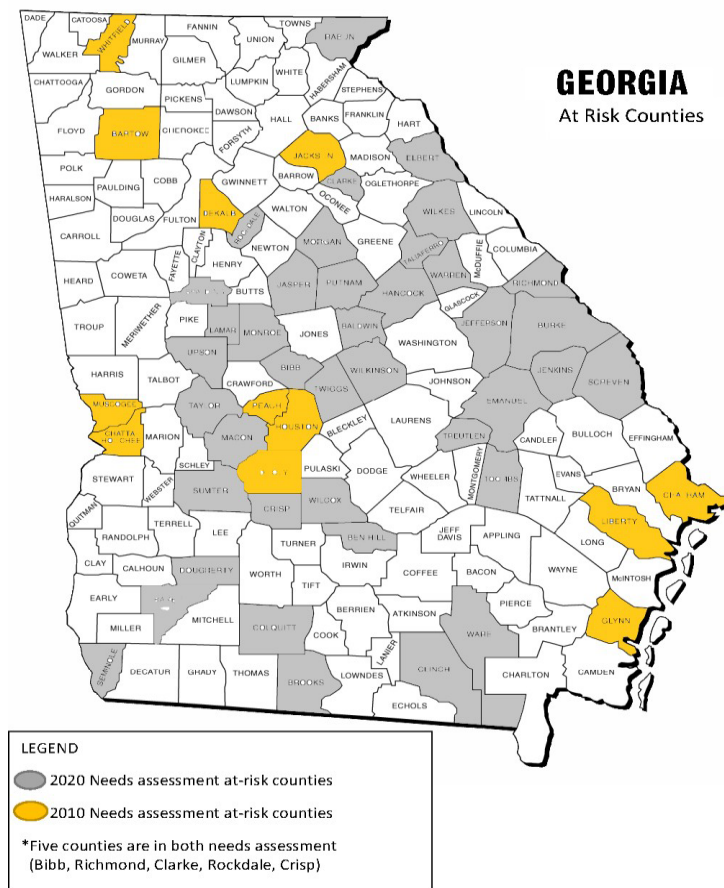 GEORGIA
At Risk Counties
DADE
CATOOSA
WHITFIELD
MURRAY
FANNIN
TOWNS
UNION
WALKER
GILMER
WHITE
LUMPKIN
HABERSHAM
CHATTOOGA
GORDON
STEPHENS
PICKENS
DAWSON
HALL
BANKS
FRANKLIN
HART
FLOYD
BARTOW
CHEROKEE
FORSYTH
JACKS N
MADISON
ELBERT
POLK
PAULDING
COBB
GWINNETT
BARROW
CLARKE
OGLETHORPE
HARALSON
OCONEE
DOUGLAS
FULTON
DEKALB
WALTON
WILKES
LINCOLN
CARROLL
CLAYTON
NEWTON
MORGAN
GREENE
TALIAFERRO
McDUFFIE
COLUMBIA
FAYETTE
HENRY
HEARD
COWETA
BUTTS
JASPER
PUTNAM
HANCOCK
WARREN
RICHMOND
GLASCOCK
TROUP
MERIWETHER
PIKE
LAMAR
MONROE
JONES
BALDWIN
WASHINGTON
JEFFERSON
BURKE
UPSON
HARRIS
TALBOT
CRAWFORD
BIBB
TWIGGS
WILKINSON
JOHNSON
JENKINS
SCREVEN
MUSCOGEE
TAYLOR
PEACH
HOUSTON
EMANUEL
CHATTA
HOOCHEE
MARION
MACON
BLECKLEY
LAURENS
TREUTLEN
CANDLER
BULLOCH
EFFINGHAM
SCHLEY
PULASKI
DODGE
WHEELER
MONTGOMERY
EVANS
STEWART
WEBSTER
SUMTER
WILCOX
TATTNALL
BRYAN
CHATHAM
QUITMAN
CRISP
TELFAIR
LIBERTY
RANDOLPH
TERRELL
LEE
TURNER
BEN HILL
JEFF
DAVIS
APPLING
LONG
CLAY
CALHOUN
DOUGHERTY
WORTH
IRWIN
COFFEE
BACON
WAYNE
McINTOSH
EARLY
TIFT
MILLER
MITCHELL
COLQUITT
BERRIEN
ATKINSON
PIERCE
GLYNN
COOK
WARE
BRANTLEY
LANIER
CLINCH
SEMINOLE
DECATUR
GRADY
THOMAS
BROOKS
LOWNDES
CHARLTON
CAMDEN
ECHOLS
LEGEND
2020 Needs assessment at-risk counties
2010 Needs assessment at-risk counties
*Five counties are in both needs assessment
(Bibb, Richmond, Clarke, Rockdale, Crisp)